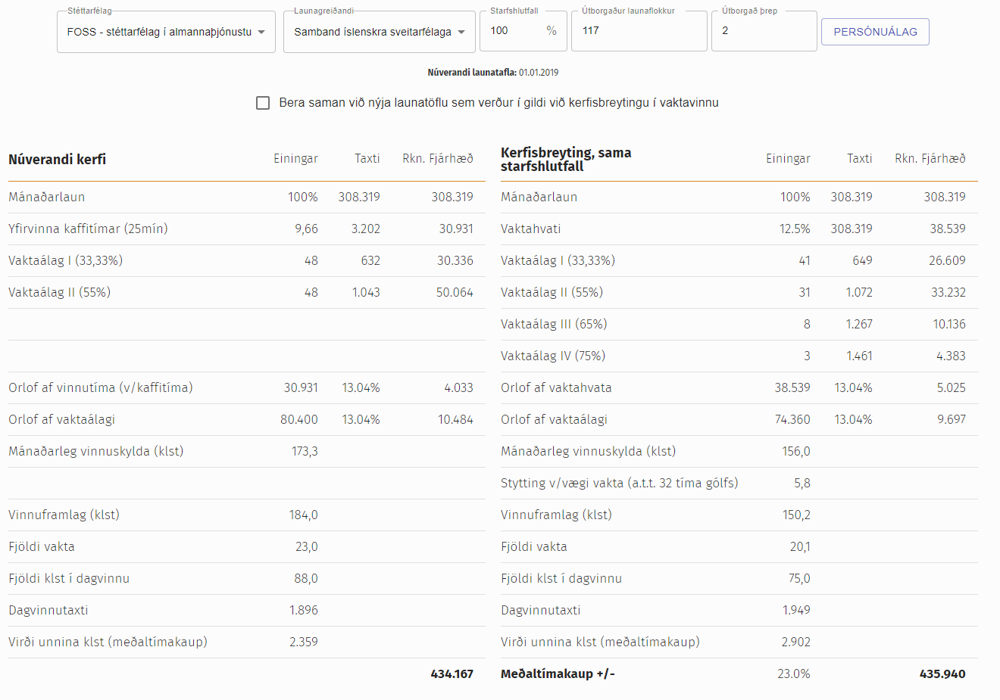 Stéttarfélag
FOSS - stéttarfélag í almannaþjónustu
Launagreiðandi
Samband íslenskra sveitarfélaga
Starfshlutfall
100 %
Útborgaður launaflokkur
117
Útborgað þrep
2
PERSÓNUÁLAG
Núverandi launatafla: 01.01.2019
Bera saman við nýja launatöflu sem verður í gildi við kerfisbreytingu í vaktavinnu
Núverandi kerfi Einingar Taxti Rkn. Fjárhæð
Mánaðarlaun 100% 308.319 308.319
Yfirvinna kaffitímar (25mín) 9,66 3.202 30.931
Vaktaálag I (33,33%) 48 632 30.336
Vaktaálag II (55%) 48 1.043 50.064
Orlof af vinnutíma (v/kaffitíma) 30.931 13.04% 4.033
Orlof af vaktaálagi 80.400 13.04% 10.484
Mánaðarleg vinnuskylda (klst) 173,3
Vinnuframlag (klst) 184,0
Fjöldi vakta 23,0
Fjöldi klst í dagvinnu 88,0
Dagvinnutaxti 1.896
Virði unnina klst (meðaltímakaup) 2.359
434.167
Kerfisbreyting, sama
starfshlutfall Einingar Taxti Rkn. Fjárhæð
Mánaðarlaun 100% 308.319 308.319
Vaktahvati 12.5% 308.319 38.539
Vaktaálag I (33,33%) 41 649 26.609
Vaktaálag II (55%) 31 1.072 33.232
Vaktaálag III (65%) 8 1.267 10.136
Vaktaálag IV (75%) 3 1.461 4.383
Orlof af vaktahvata 38.539 13.04% 5.025
Orlof af vaktaálagi 74.360 13.04% 9.697
Mánaðarleg vinnuskylda (klst) 156,0
Stytting v/vægi vakta (a.t.t. 32 tíma gólfs) 5,8
Vinnuframlag (klst) 150,2
Fjöldi vakta 20,1
Fjöldi klst í dagvinnu 75,0
Dagvinnutaxti 1.949
Virði unnina klst (meðaltímakaup) 2.902
Meðaltímakaup +/- 23.0% 435.940